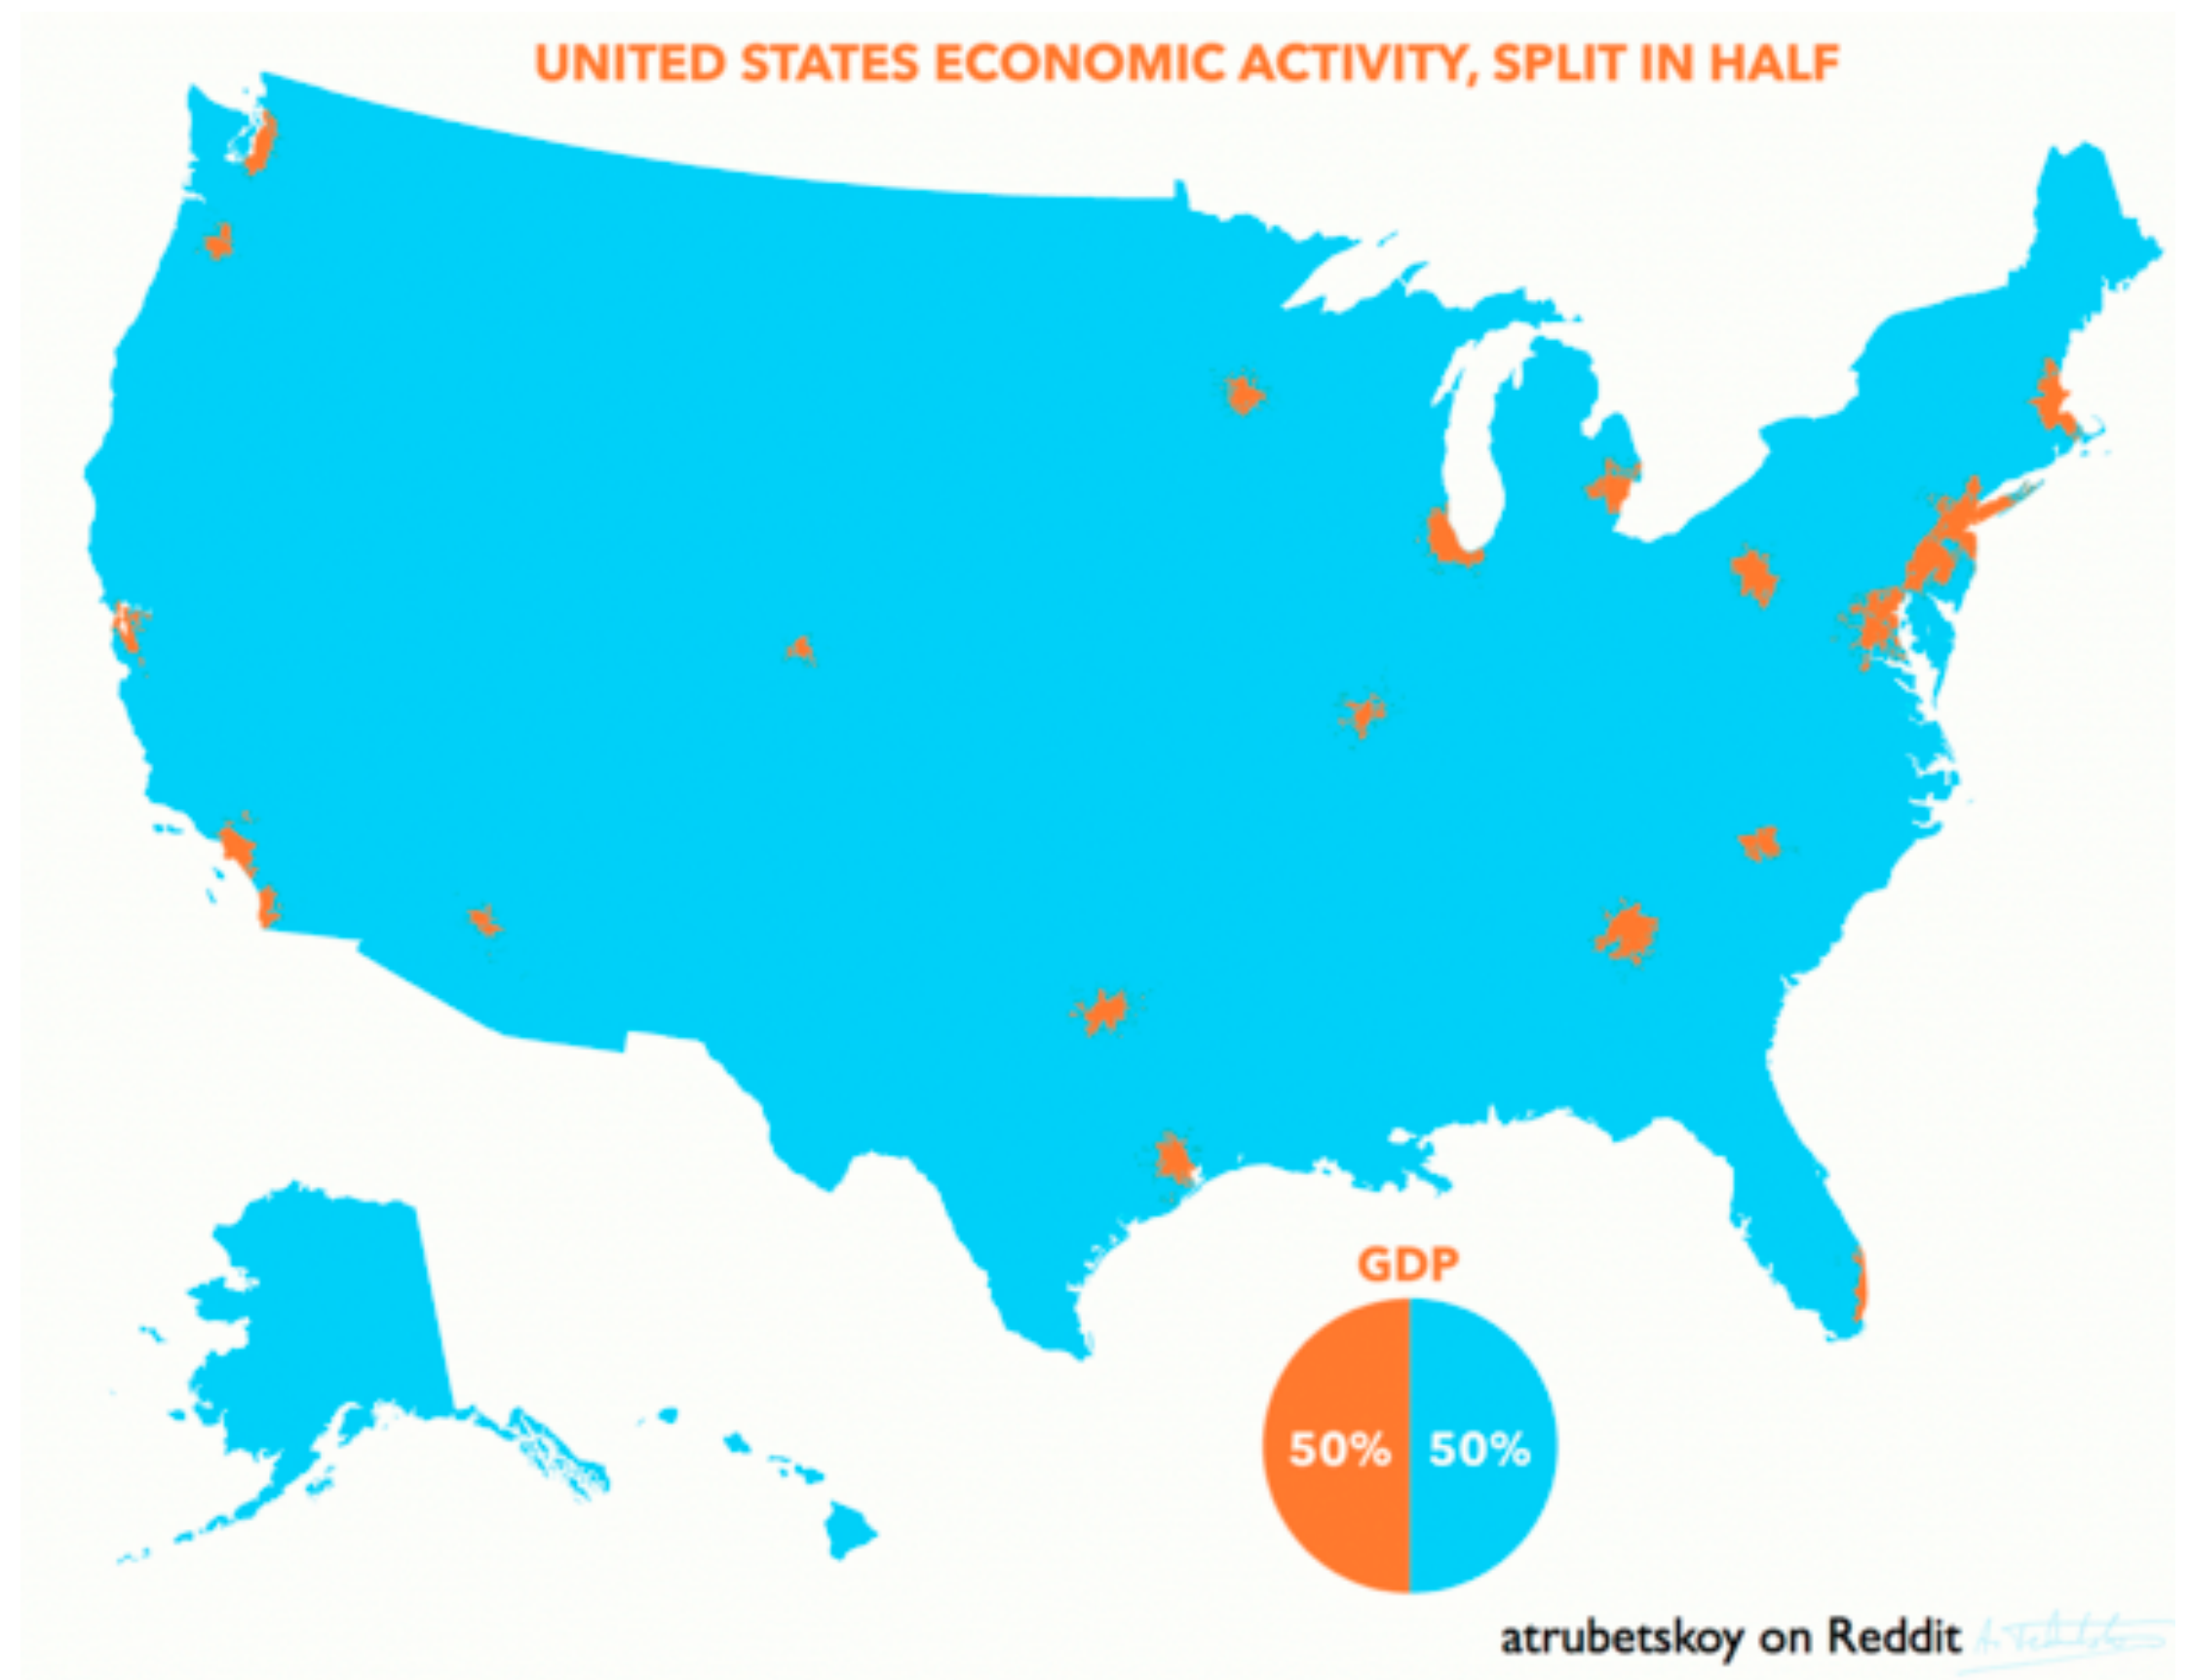 UNITED STATES ECONOMIC ACTIVITY, SPLIT IN HALF
GDP
50% 50%
atrubetskoy on Reddit